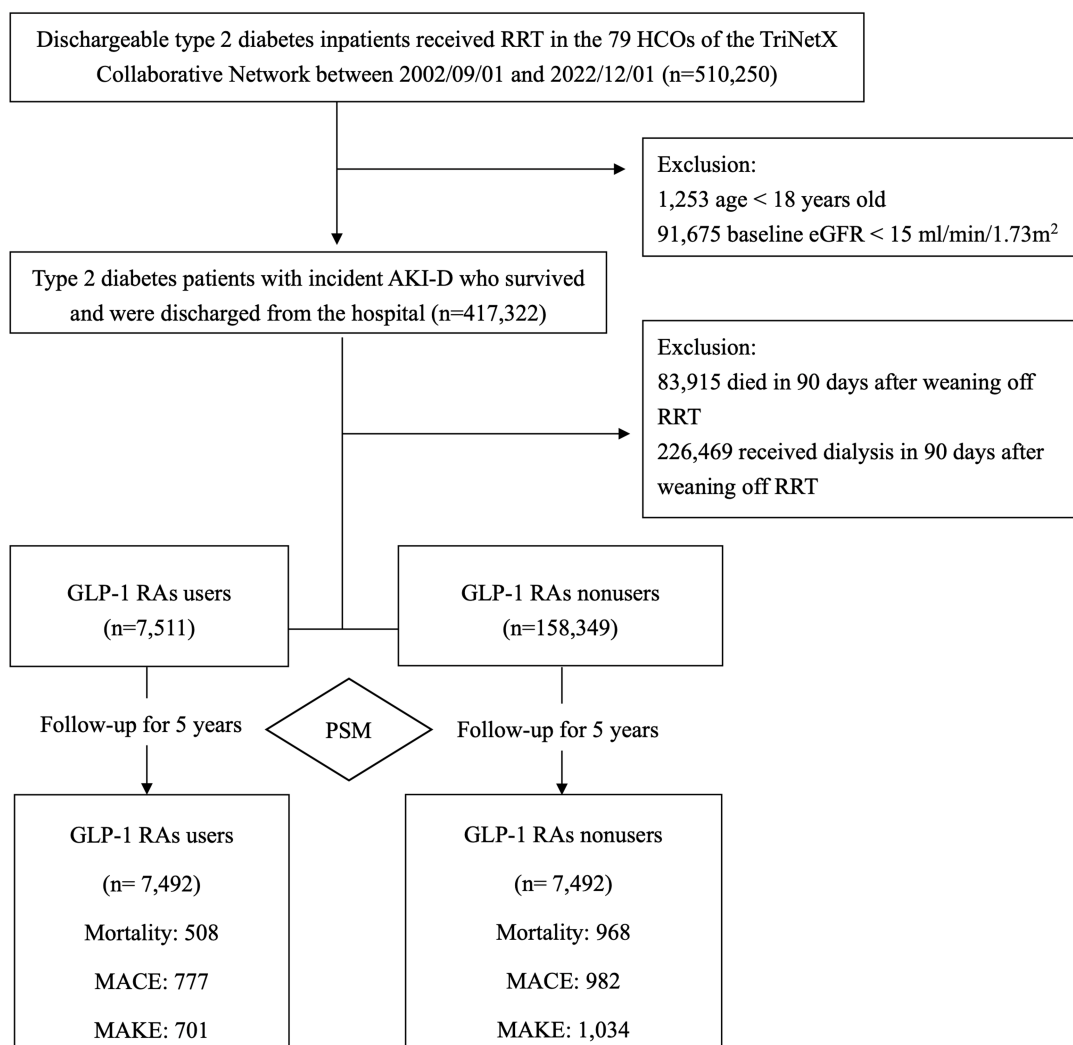 Dischargeable type 2 diabetes inpatients received RRT in the 79 HCOs of the TriNetX
Collaborative Network between 2002/09/01 and 2022/12/01 (n=510,250)
Exclusion:
1,253 age < 18 years old
91,675 baseline eGFR < 15 ml/min/1.73m²
Type 2 diabetes patients with incident AKI-D who survived
and were discharged from the hospital (n=417,322)
Exclusion:
83,915 died in 90 days after weaning off
RRT
226,469 received dialysis in 90 days after
weaning off RRT
GLP-1 RAs users
(n=7,511)
GLP-1 RAs nonusers
(n=158,349)
Follow-up for 5 years
PSM
Follow-up for 5 years
GLP-1 RAs users
(n= 7,492)
Mortality: 508
MACE: 777
MAKE: 701
GLP-1 RAs nonusers
(n= 7,492)
Mortality: 968
MACE: 982
MAKE: 1,034